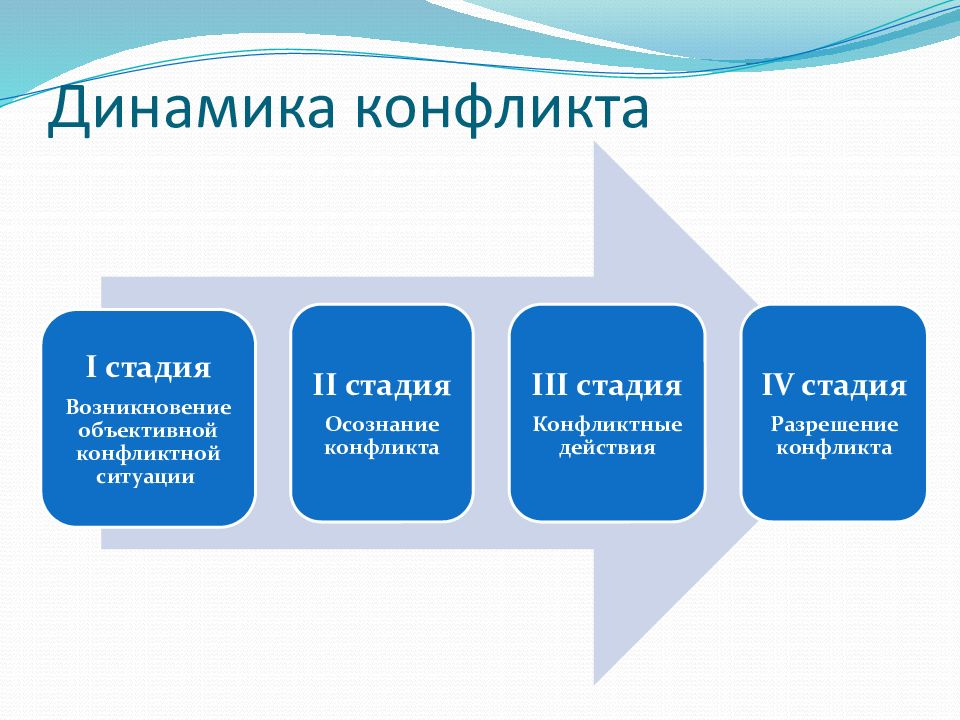 Динамика конфликта
I стадия
Возникновение
объективной
конфликтной
ситуации
II стадия
Осознание
конфликта
III стадия
Конфликтные
действия
IV стадия
Разрешение
конфликта